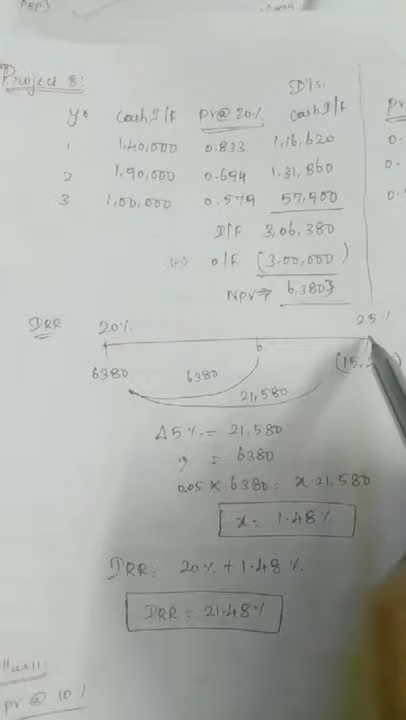 Project B:
Dis.
Yr Cash I/F PV@20% Cash I/F
1 1,40,000 0.833 1,16,620
2 1,90,000 0.694 1,31,860
3 1,00,000 0.579 57,900
I/F 3,06,380
(-) O/F (3,00,000)
NPV⇒ 6,380
IRR 20% 25%
6380 6380 (15,
21,580
Δ5% = 21,580
? = 6380
0.05 × 6380 = x 21,580
x = 1.48%
IRR = 20% + 1.48%
IRR = 21.48%
PV @ 10%